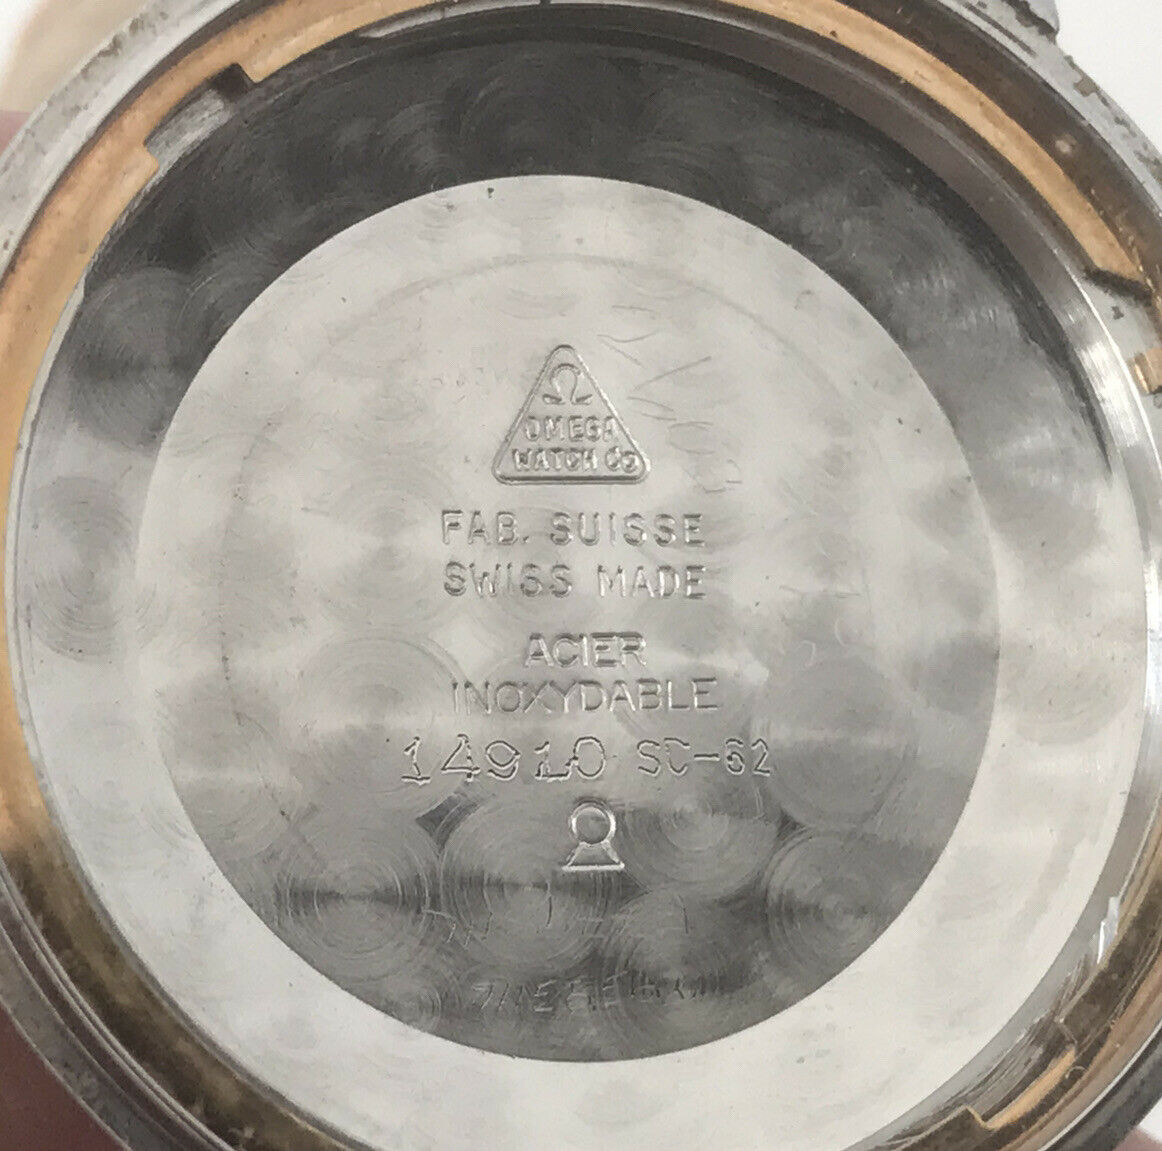 Ω
OMEGA
WATCH Co
FAB. SUISSE
SWISS MADE
ACIER
INOXYDABLE
14910 SC-62